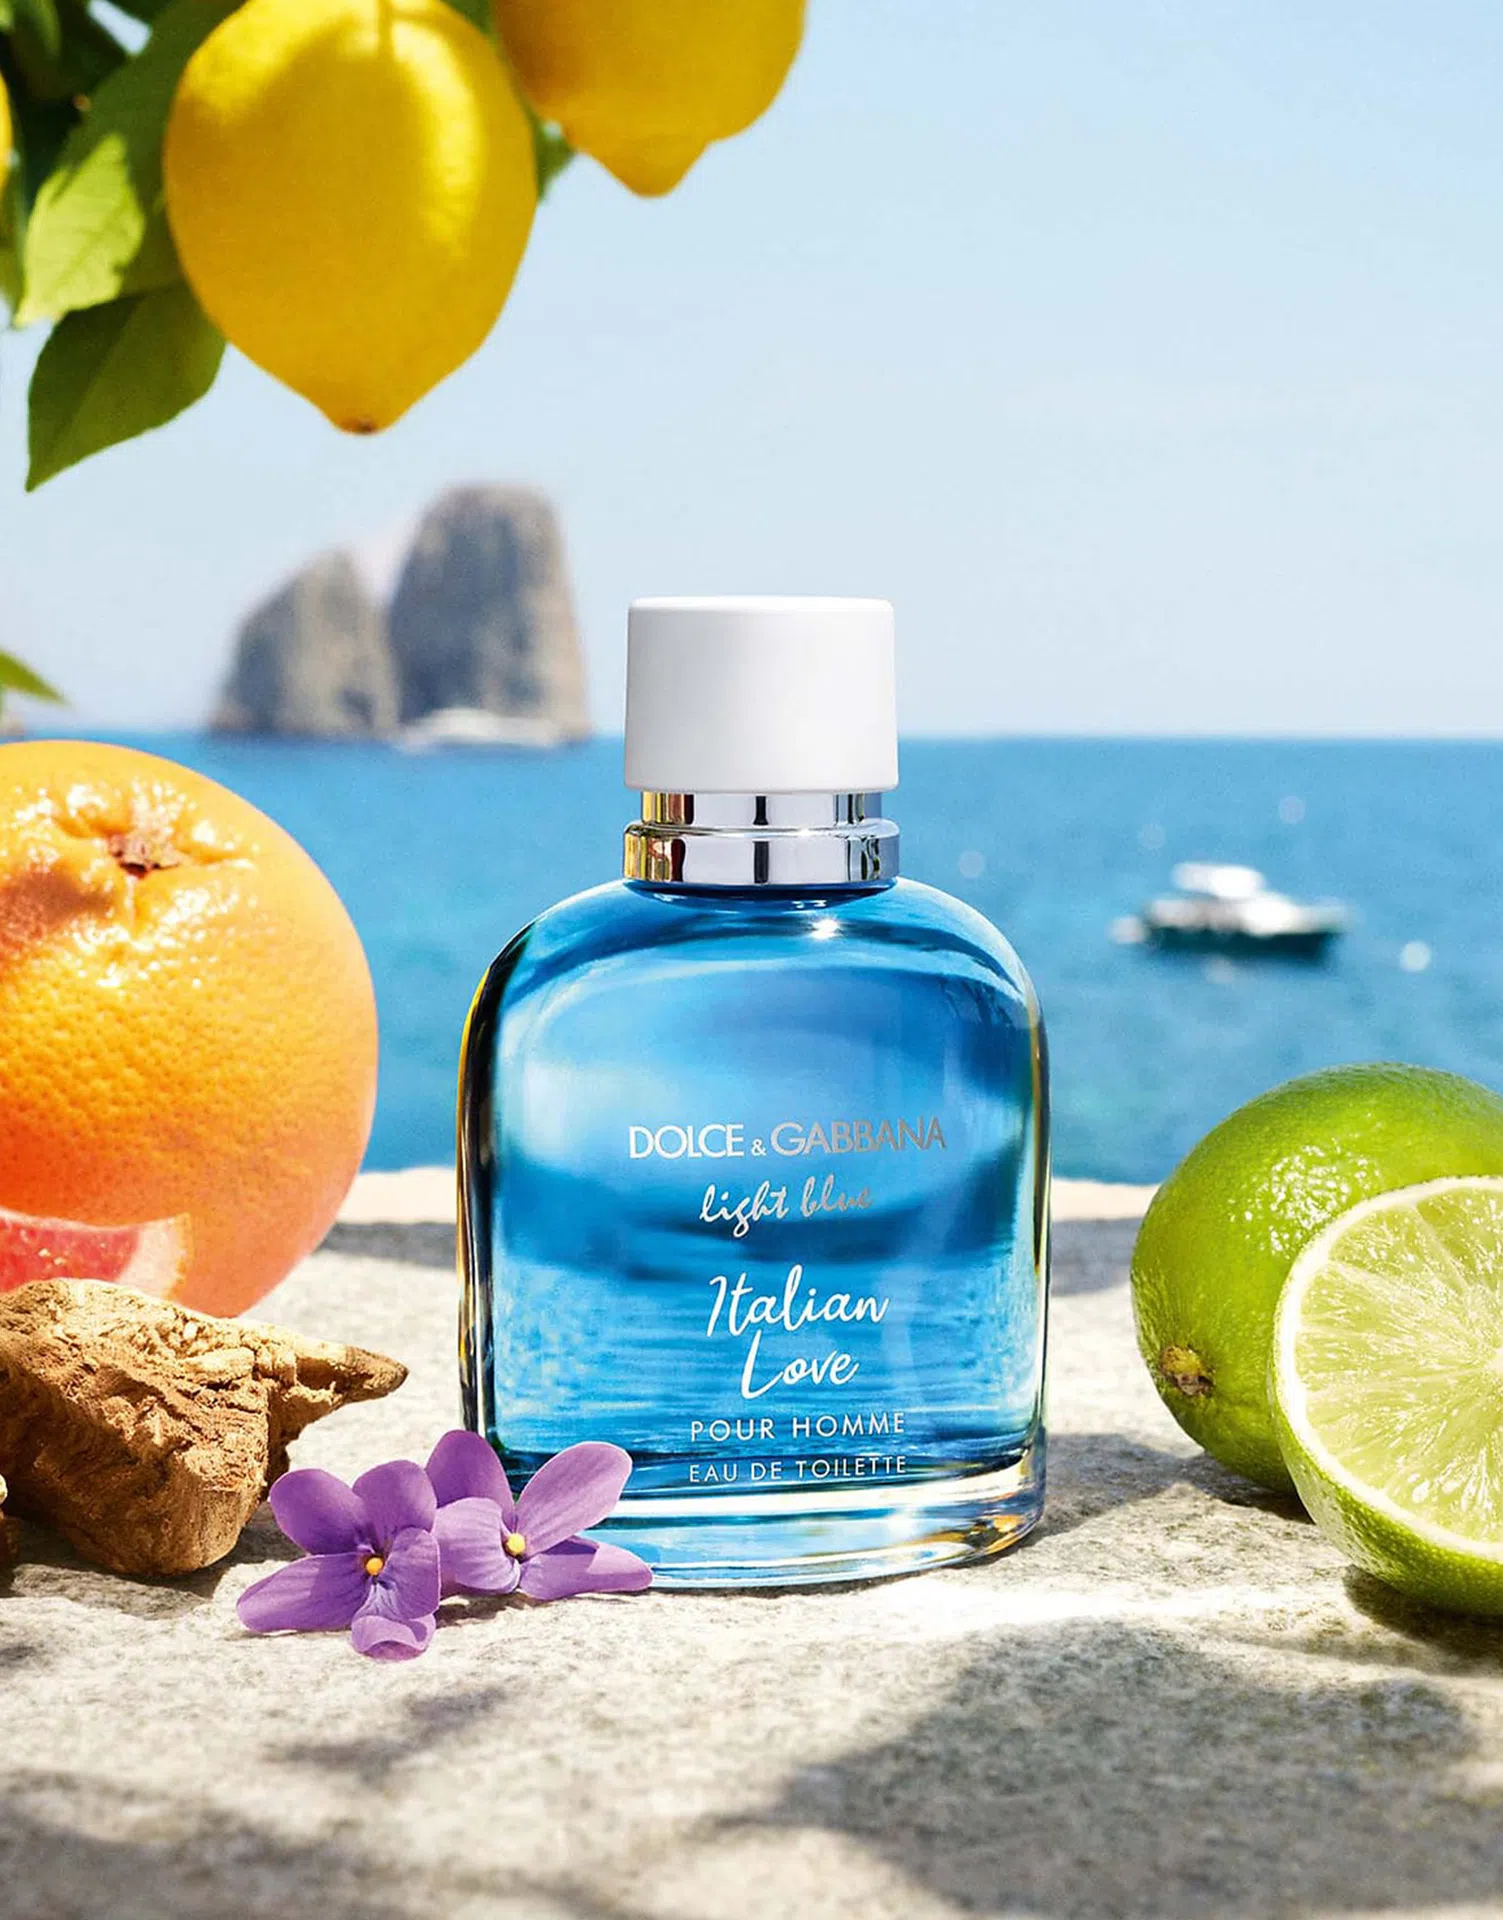 DOLCE & GABBANA
light blue
Italian
Love
POUR HOMME
EAU DE TOILETTE